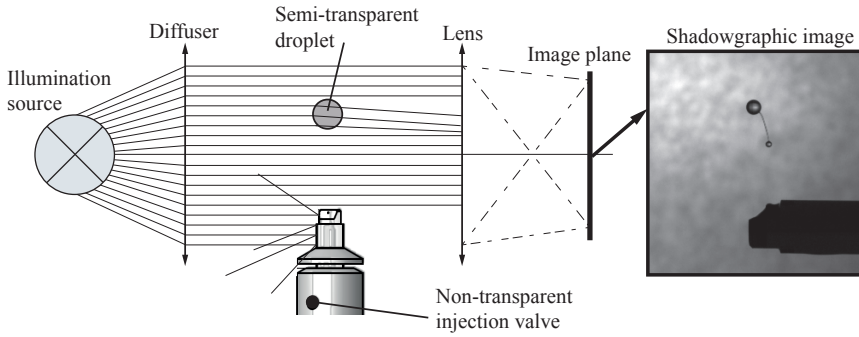 Illumination
source
Diffuser
Semi-transparent
droplet
Lens
Image plane
Shadowgraphic image
Non-transparent
injection valve